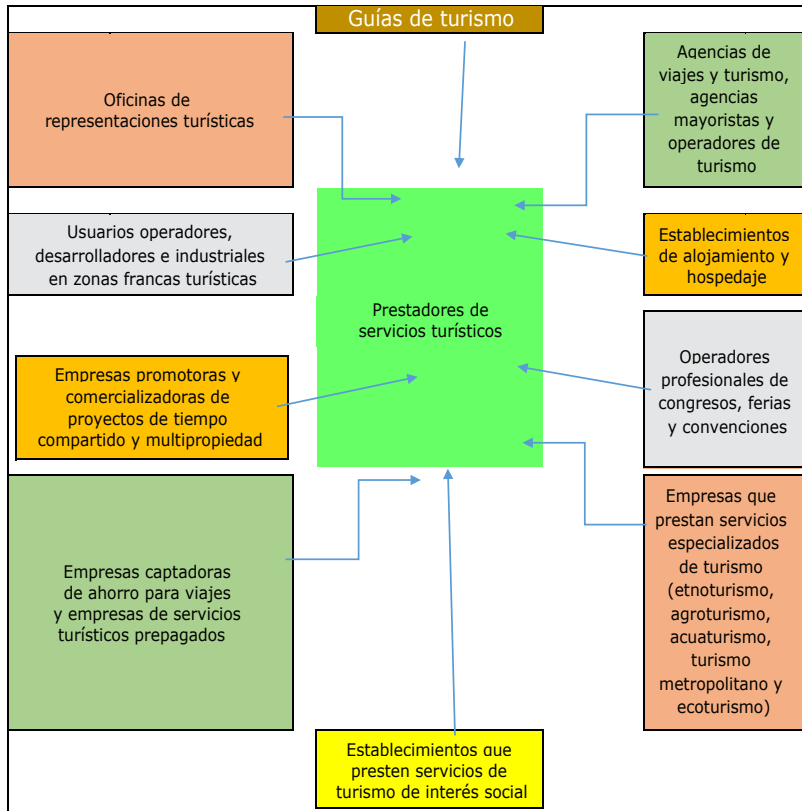 Guías de turismo
Oficinas de
representaciones turísticas
Agencias de
viajes y turismo,
agencias
mayoristas y
operadores de
turismo
Usuarios operadores,
desarrolladores e industriales
en zonas francas turísticas
Establecimientos
de alojamiento y
hospedaje
Prestadores de
servicios turísticos
Empresas promotoras y
comercializadoras de
proyectos de tiempo
compartido y multipropiedad
Operadores
profesionales de
congresos, ferias
y convenciones
Empresas captadoras
de ahorro para viajes
y empresas de servicios
turísticos prepagados
Empresas que
prestan servicios
especializados
de turismo
(etnoturismo,
agroturismo,
acuaturismo,
turismo
metropolitano y
ecoturismo)
Establecimientos que
presten servicios de
turismo de interés social